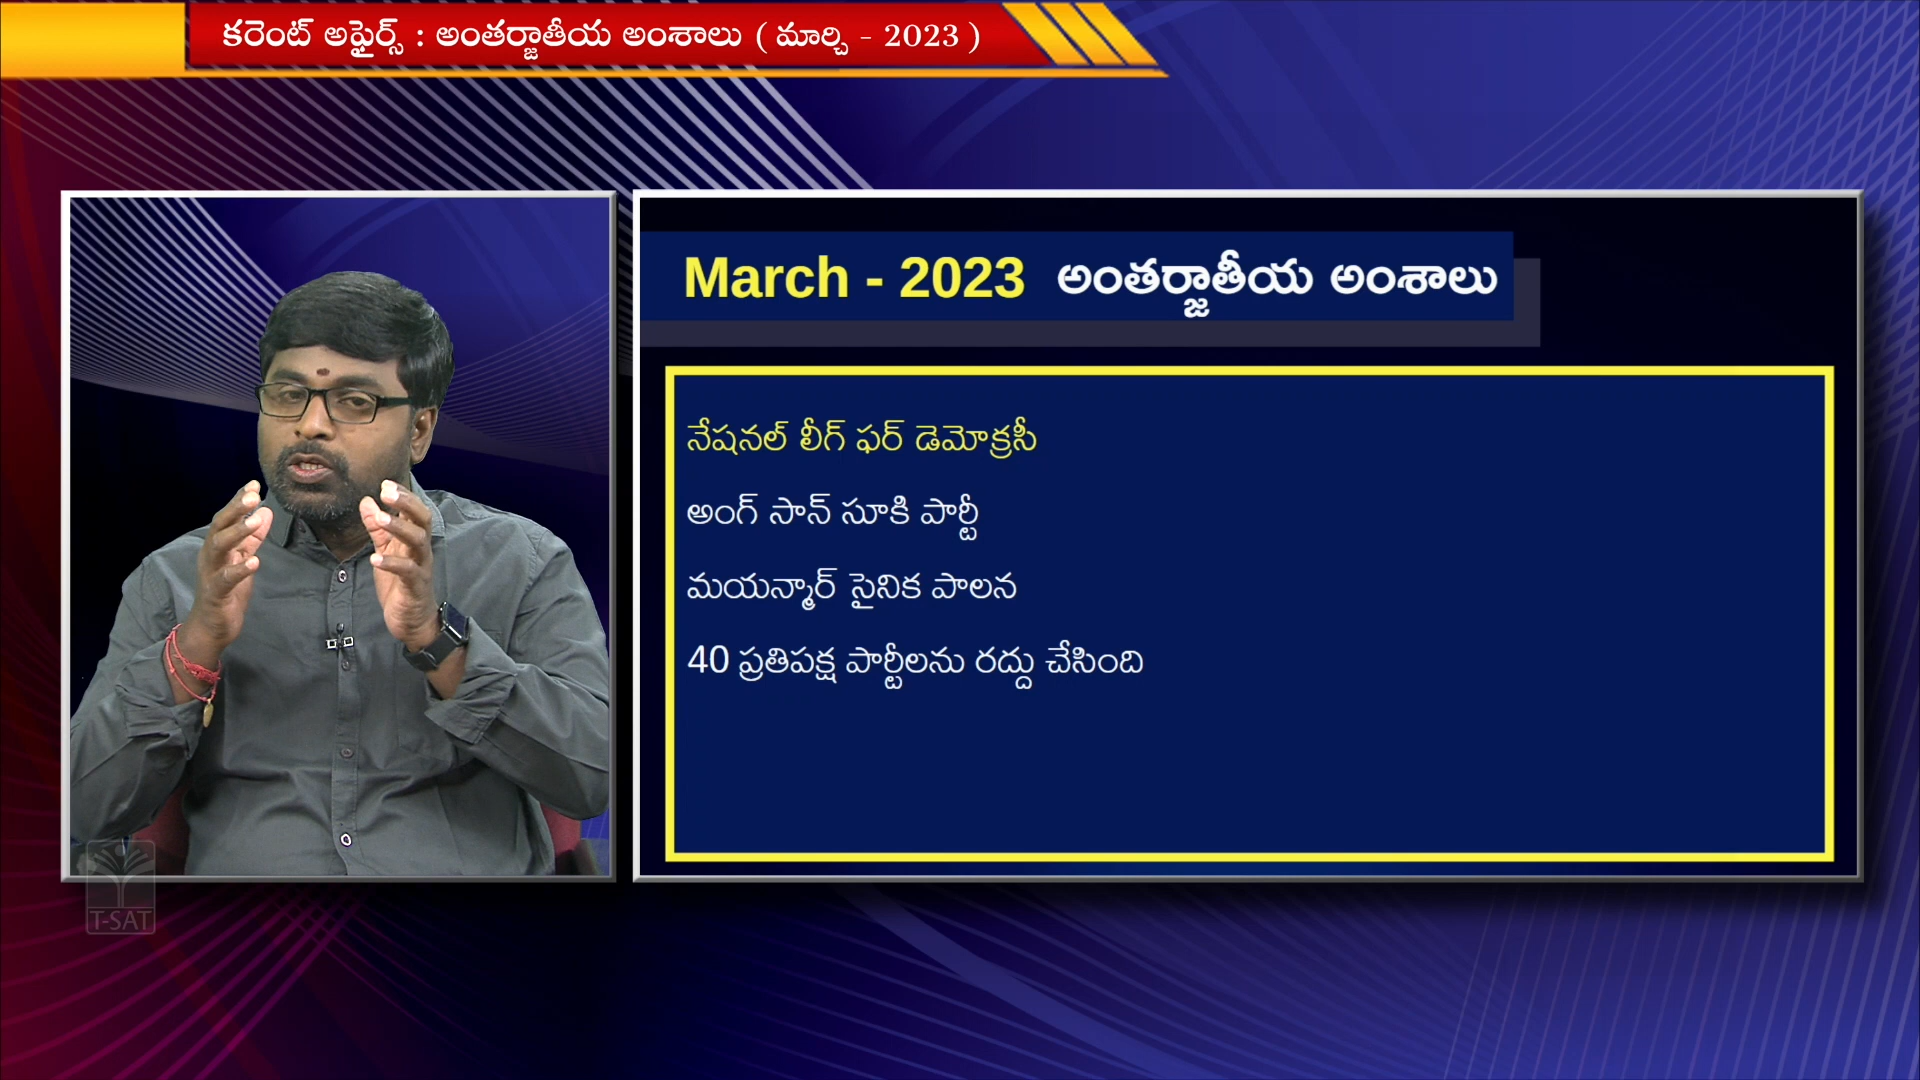 కరెంట్ అఫైర్స్ : అంతర్జాతీయ అంశాలు ( మార్చి - 2023 )
March - 2023 అంతర్జాతీయ అంశాలు
నేషనల్ లీగ్ ఫర్ డెమోక్రసీ
అంగ్ సాన్ సూకి పార్టీ
మయన్మార్ సైనిక పాలన
40 ప్రతిపక్ష పార్టీలను రద్దు చేసింది
T-SAT